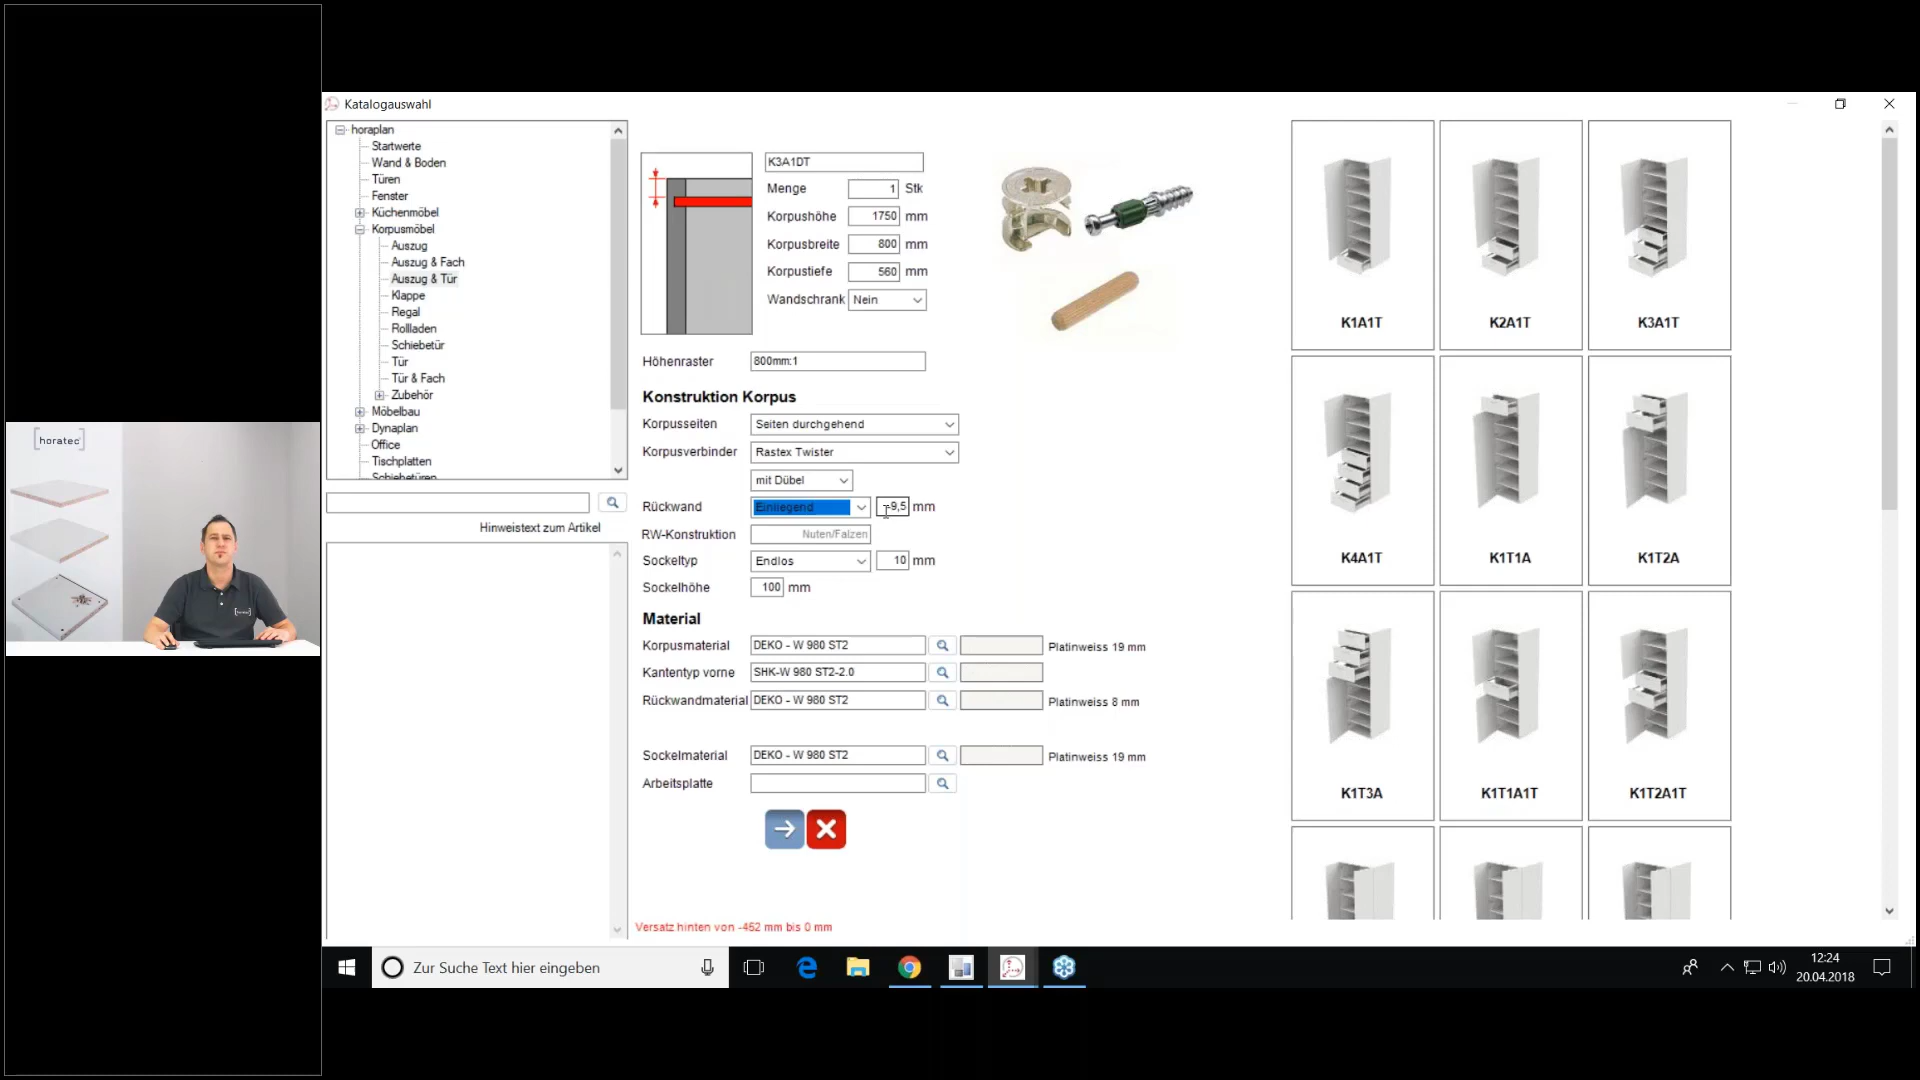 Katalogauswahl
horaplan
Startwerte
Wand & Boden
Türen
Fenster
Küchenmöbel
Korpusmöbel
Auszug
Auszug & Fach
Auszug & Tür
Klappe
Regal
Rollladen
Schiebetür
Tür
Tür & Fach
Zubehör
Möbelbau
Dynaplan
Office
Tischplatten
Schiebetüren
Hinweistext zum Artikel
[horatec]
K3A1DT
Menge 1 Stk
Korpushöhe 1750 mm
Korpusbreite 800 mm
Korpustiefe 560 mm
Wandschrank Nein
Höhenraster 800mm:1
Konstruktion Korpus
Korpusseiten Seiten durchgehend
Korpusverbinder Rastex Twister
mit Dübel
Rückwand Einliegend -9,5 mm
RW-Konstruktion Nuten/Falzen
Sockeltyp Endlos 10 mm
Sockelhöhe 100 mm
Material
Korpusmaterial DEKO - W 980 ST2 Platinweiss 19 mm
Kantentyp vorne SHK-W 980 ST2-2.0
Rückwandmaterial DEKO - W 980 ST2 Platinweiss 8 mm
Sockelmaterial DEKO - W 980 ST2 Platinweiss 19 mm
Arbeitsplatte
Versatz hinten von -452 mm bis 0 mm
K1A1T K2A1T K3A1T
K4A1T K1T1A K1T2A
K1T3A K1T1A1T K1T2A1T
Zur Suche Text hier eingeben
12:24
20.04.2018